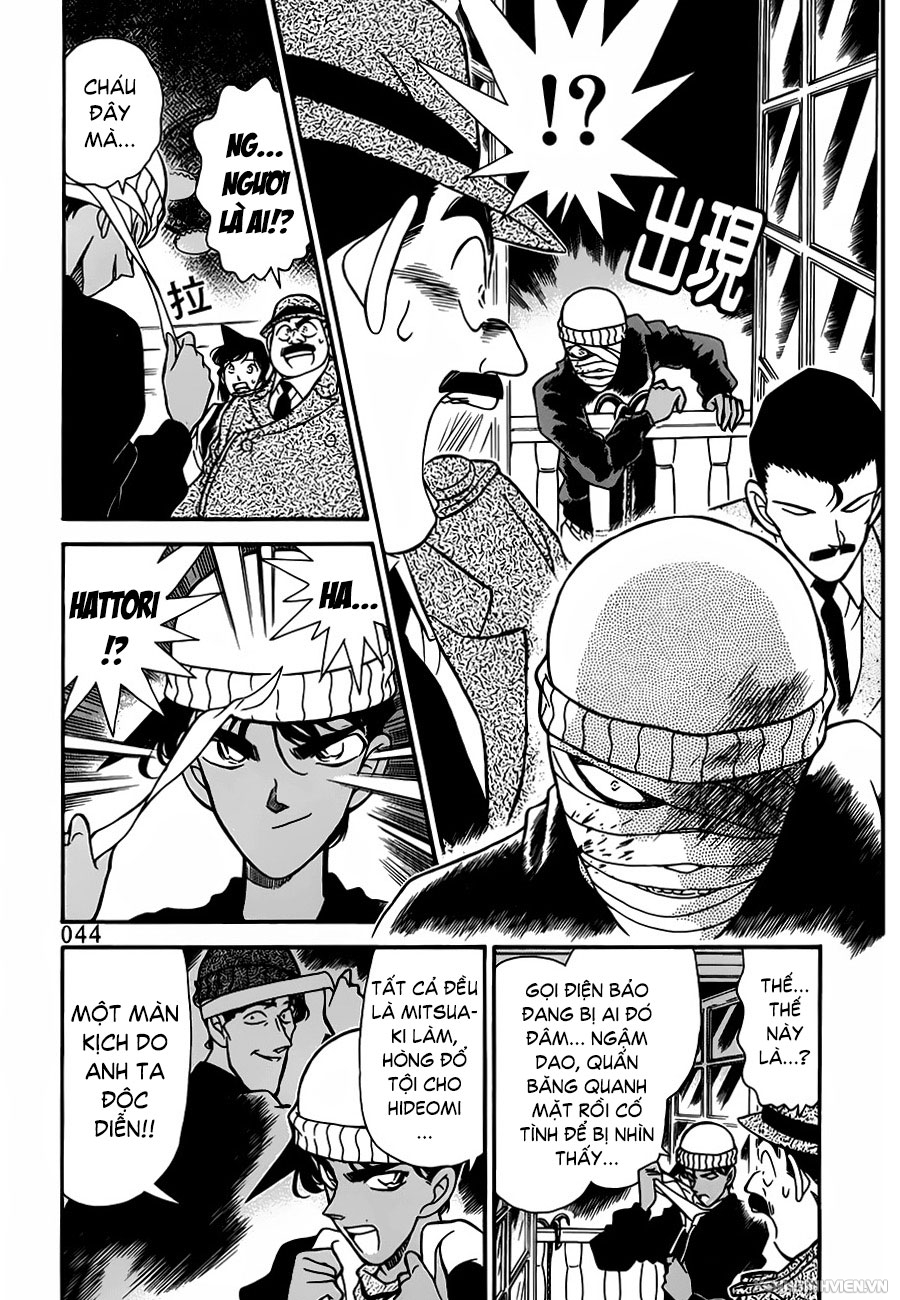 !?
出現
NG...
NGƯƠI
LÀ AI!?
CHÁU
ĐÂY
MÀ...
拉
HA...
HATTORI
!?
044
THẾ...
THẾ
NÀY
LÀ...?
GỌI ĐIỆN BẢO
ĐANG BỊ AI ĐÓ
ĐÂM... NGẬM
DAO, QUẤN
BĂNG QUANH
MẶT RỒI CỐ
TÌNH ĐỂ BỊ NHÌN
THẤY...
TẤT CẢ ĐỀU
LÀ MITSUA-
KI LÀM,
HÒNG ĐỔ
TỘI CHO
HIDEOMI
...
MỘT MÀN
KỊCH DO
ANH TA
ĐỘC
DIỄN!!